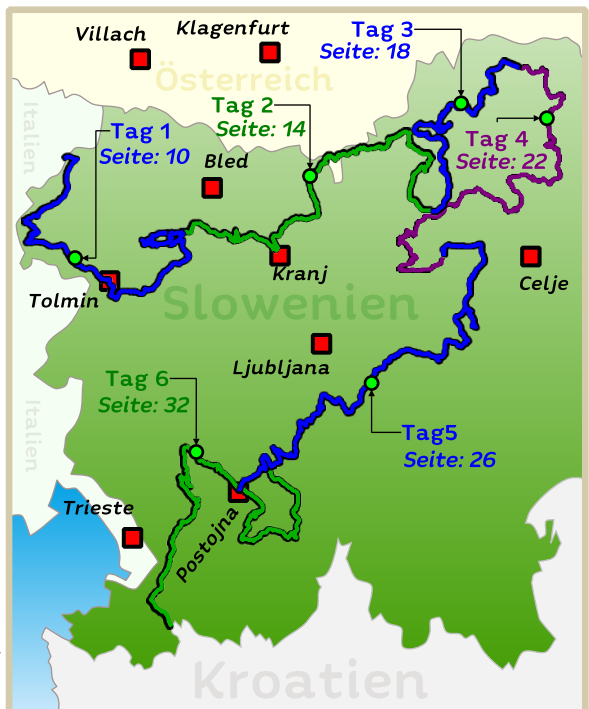 Villach
Klagenfurt
Tag 3
Seite: 18
Österreich
Italien
Tag 2
Seite: 14
Tag 1
Seite: 10
Tag 4
Seite: 22
Bled
Kranj
Celje
Tolmin
Slowenien
Ljubljana
Tag 6
Seite: 32
Italien
Tag5
Seite: 26
Trieste
Postojna
Kroatien